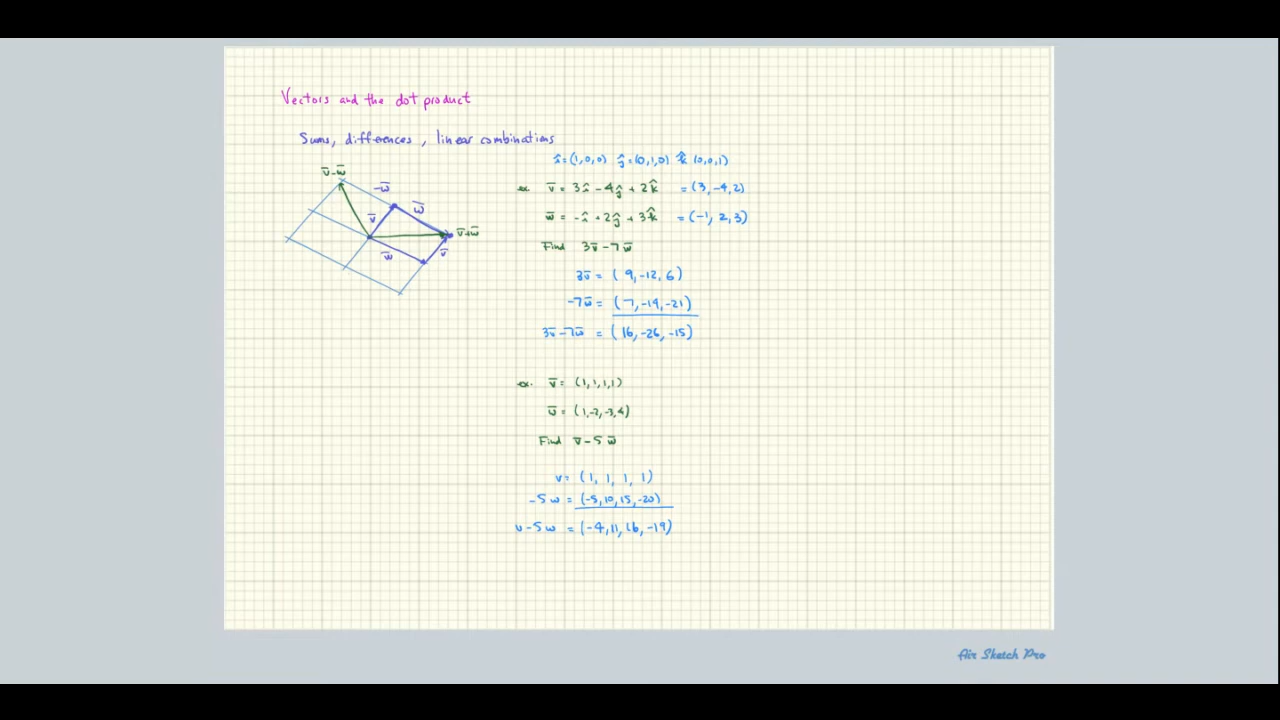 Vectors and the dot product
Sums, differences, linear combinations
î=(1,0,0) ĵ=(0,1,0) k̂ (0,0,1)
v̅-w̅
-w̅
v̅
w̅
v̅+w̅
w̅
v̅
ex v̅ = 3î - 4ĵ + 2k̂ = (3,-4,2)
w̅ = -î + 2ĵ + 3k̂ = (-1, 2, 3)
Find 3v̅ - 7w̅
3v̅ = ( 9, -12, 6)
-7w̅ = (7, -14, -21)
3v̅ - 7w̅ = ( 16, -26, -15)
ex. v̅ = (1,1,1,1)
w̅ = (1,-2,-3,4)
Find v̅ - 5 w̅
v = (1, 1, 1, 1)
-5w = (-5,10,15,-20)
v - 5w = (-4,11,16,-19)
Air Sketch Pro